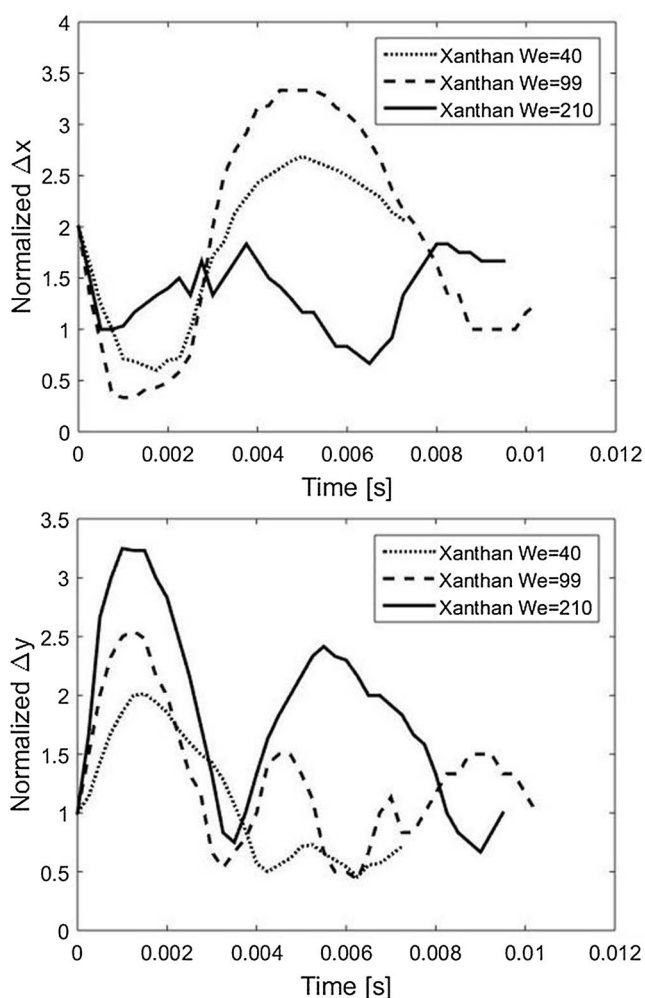 4
3.5
3
2.5
2
1.5
1
0.5
0
Normalized Δx
Xanthan We=40
Xanthan We=99
Xanthan We=210
0 0.002 0.004 0.006 0.008 0.01 0.012
Time [s]
3.5
3
2.5
2
1.5
1
0.5
0
Normalized Δy
Xanthan We=40
Xanthan We=99
Xanthan We=210
0 0.002 0.004 0.006 0.008 0.01 0.012
Time [s]